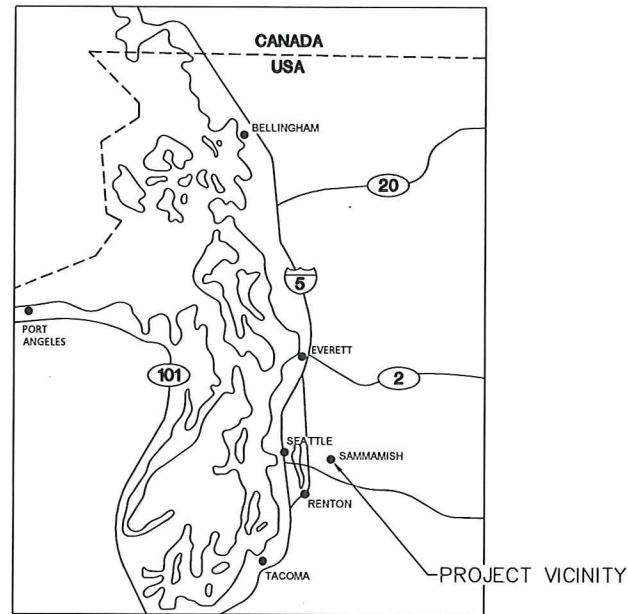 CANADA
USA
BELLINGHAM
20
5
PORT
ANGELES
EVERETT
101
2
SEATTLE
SAMMAMISH
RENTON
TACOMA
PROJECT VICINITY